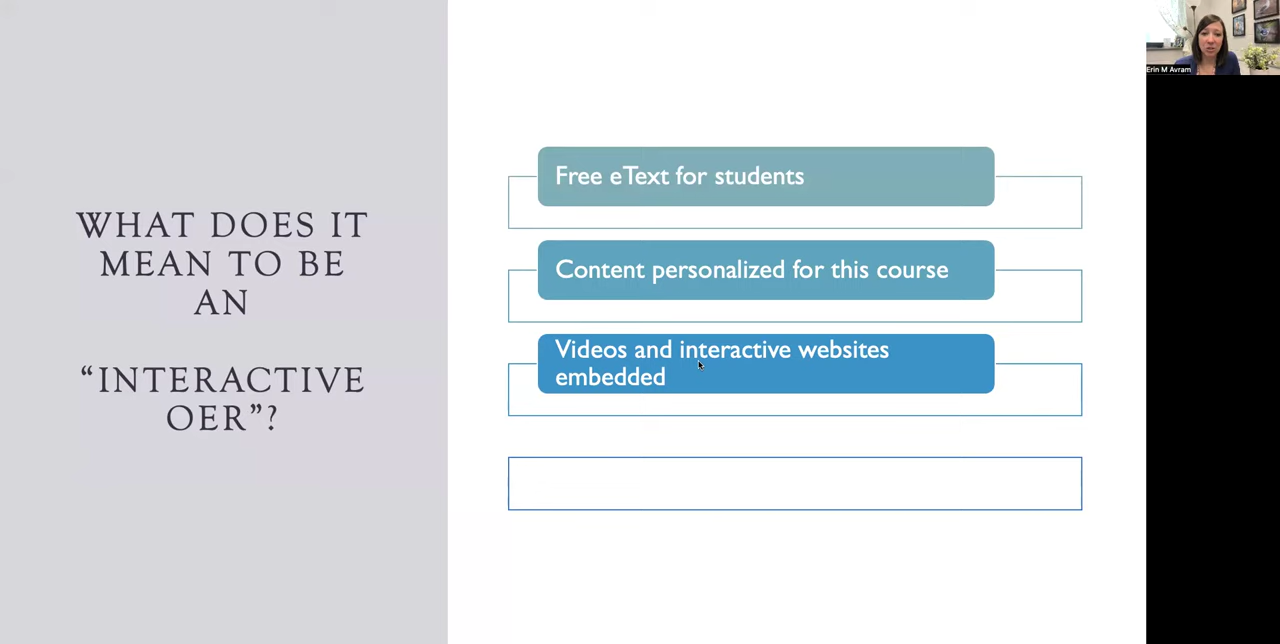 WHAT DOES IT
MEAN TO BE
AN
“INTERACTIVE
OER”?
Free eText for students
Content personalized for this course
Videos and interactive websites
embedded
Erin M Avram